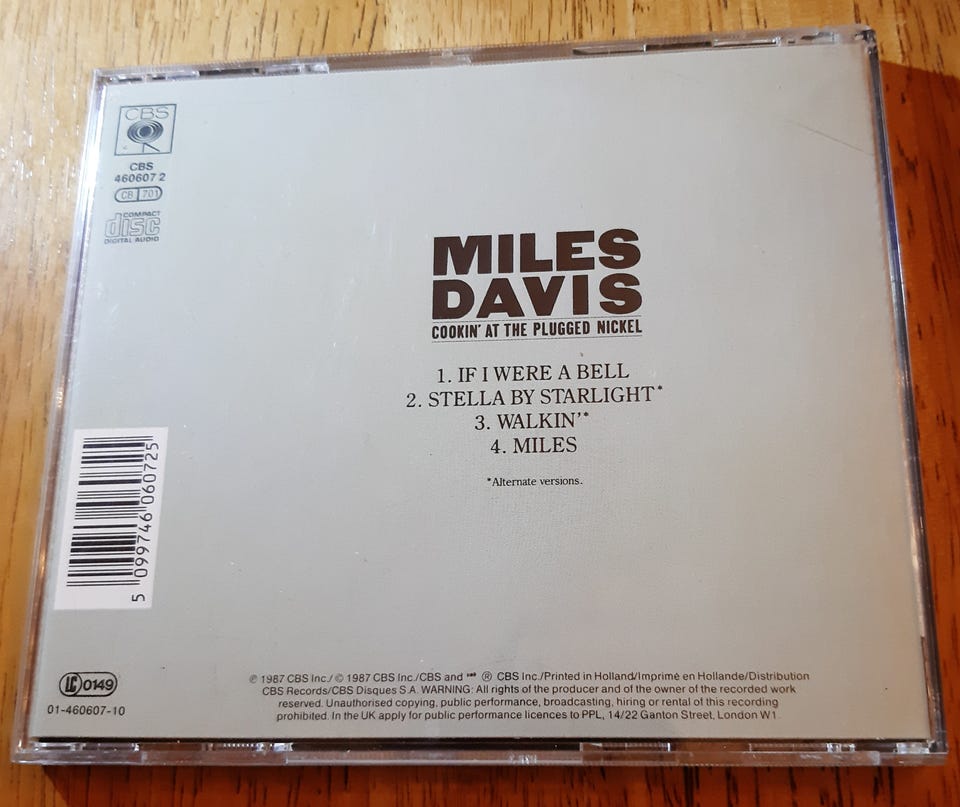 CBS
CBS
460607 2
CB 701
COMPACT
disc
DIGITAL AUDIO
MILES
DAVIS
COOKIN' AT THE PLUGGED NICKEL
1. IF I WERE A BELL
2. STELLA BY STARLIGHT*
3. WALKIN'*
4. MILES
*Alternate versions.
5 099746 060725
LC 0149
01-460607-10
℗ 1987 CBS Inc./© 1987 CBS Inc./CBS and ® CBS Inc./Printed in Holland/Imprimé en Hollande/Distribution
CBS Records/CBS Disques S.A. WARNING: All rights of the producer and of the owner of the recorded work
reserved. Unauthorised copying, public performance, broadcasting, hiring or rental of this recording
prohibited. In the UK apply for public performance licences to PPL, 14/22 Ganton Street, London W1